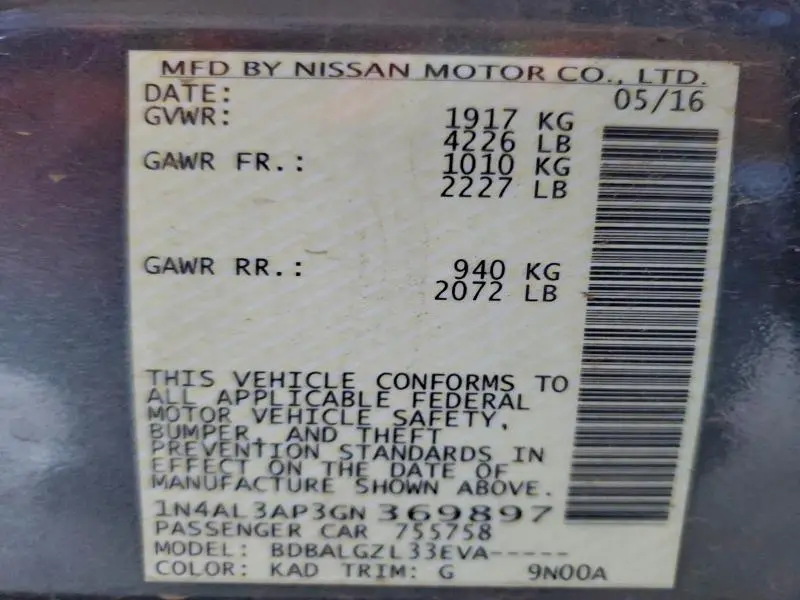 MFD BY NISSAN MOTOR CO., LTD.
DATE: 05/16
GVWR: 1917 KG
4226 LB
GAWR FR.: 1010 KG
2227 LB
GAWR RR.: 940 KG
2072 LB
THIS VEHICLE CONFORMS TO
ALL APPLICABLE FEDERAL
MOTOR VEHICLE SAFETY,
BUMPER, AND THEFT
PREVENTION STANDARDS IN
EFFECT ON THE DATE OF
MANUFACTURE SHOWN ABOVE.
1N4AL3AP3GN 369897
PASSENGER CAR 755758
MODEL: BDBALGZL33EVA-----
COLOR: KAD TRIM: G 9N00A